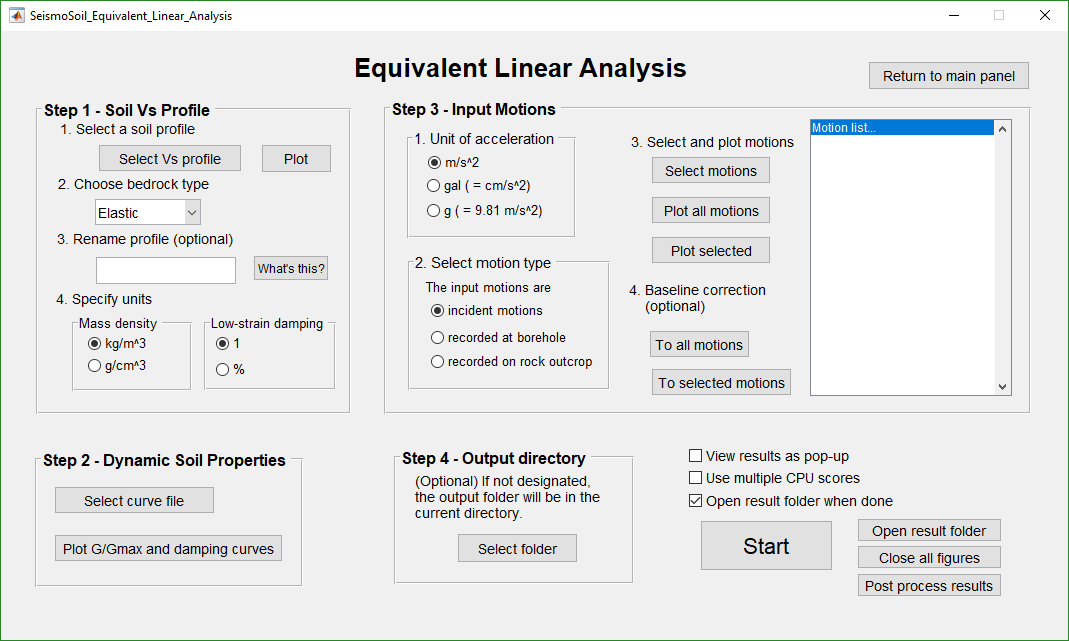 SeismoSoil_Equivalent_Linear_Analysis
Equivalent Linear Analysis
Return to main panel
Step 1 - Soil Vs Profile
1. Select a soil profile
Select Vs profile
Plot
2. Choose bedrock type
Elastic
3. Rename profile (optional)
What's this?
4. Specify units
Mass density
kg/m^3
g/cm^3
Low-strain damping
1
%
Step 3 - Input Motions
1. Unit of acceleration
m/s^2
gal ( = cm/s^2)
g ( = 9.81 m/s^2)
2. Select motion type
The input motions are
incident motions
recorded at borehole
recorded on rock outcrop
3. Select and plot motions
Select motions
Plot all motions
Plot selected
4. Baseline correction
(optional)
To all motions
To selected motions
Motion list...
Step 2 - Dynamic Soil Properties
Select curve file
Plot G/Gmax and damping curves
Step 4 - Output directory
(Optional) If not designated,
the output folder will be in the
current directory.
Select folder
View results as pop-up
Use multiple CPU scores
Open result folder when done
Start
Open result folder
Close all figures
Post process results